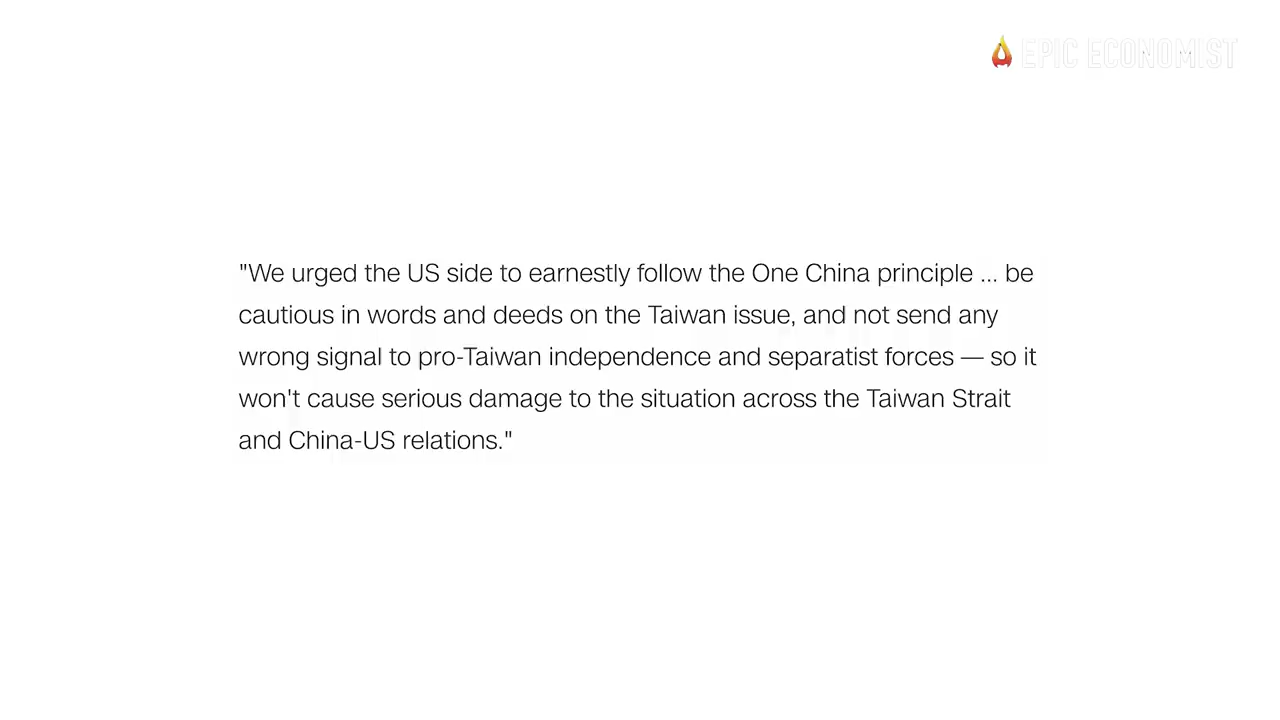 EPIC ECONOMIST
"We urged the US side to earnestly follow the One China principle ... be
cautious in words and deeds on the Taiwan issue, and not send any
wrong signal to pro-Taiwan independence and separatist forces — so it
won't cause serious damage to the situation across the Taiwan Strait
and China-US relations."